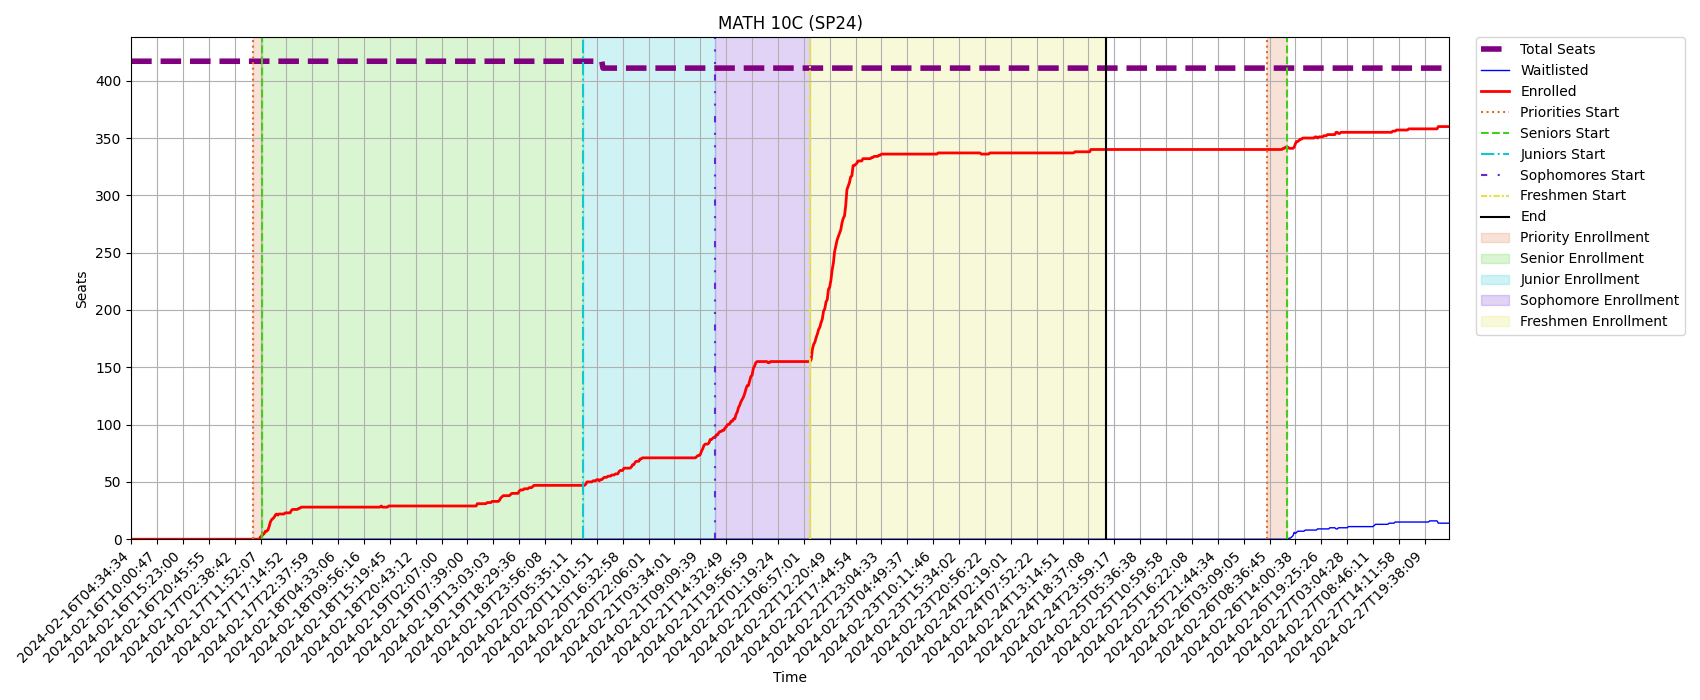 MATH 10C (SP24)
Seats
400
350
300
250
200
150
100
50
0
2024-02-16T04:34:34
2024-02-16T10:00:47
2024-02-16T15:23:00
2024-02-16T20:45:55
2024-02-17T02:38:42
2024-02-17T11:52:07
2024-02-17T17:14:52
2024-02-17T22:37:59
2024-02-18T04:33:06
2024-02-18T09:56:16
2024-02-18T15:19:45
2024-02-18T20:43:12
2024-02-19T02:07:00
2024-02-19T07:39:00
2024-02-19T13:03:03
2024-02-19T18:29:36
2024-02-19T23:56:08
2024-02-20T05:35:11
2024-02-20T11:01:51
2024-02-20T16:32:58
2024-02-20T22:06:01
2024-02-21T03:34:01
2024-02-21T09:09:39
2024-02-21T14:32:49
2024-02-21T19:56:59
2024-02-22T01:19:24
2024-02-22T06:57:01
2024-02-22T12:20:49
2024-02-22T17:44:54
2024-02-22T23:04:33
2024-02-23T04:49:37
2024-02-23T10:11:46
2024-02-23T15:34:02
2024-02-23T20:56:22
2024-02-24T02:19:01
2024-02-24T07:52:22
2024-02-24T13:14:51
2024-02-24T18:37:08
2024-02-24T23:59:17
2024-02-25T05:36:38
2024-02-25T10:59:58
2024-02-25T16:22:08
2024-02-25T21:44:34
2024-02-26T03:09:05
2024-02-26T08:36:45
2024-02-26T14:00:38
2024-02-26T19:25:26
2024-02-27T03:04:28
2024-02-27T08:46:11
2024-02-27T14:11:58
2024-02-27T19:38:09
Time
Total Seats
Waitlisted
Enrolled
Priorities Start
Seniors Start
Juniors Start
Sophomores Start
Freshmen Start
End
Priority Enrollment
Senior Enrollment
Junior Enrollment
Sophomore Enrollment
Freshmen Enrollment